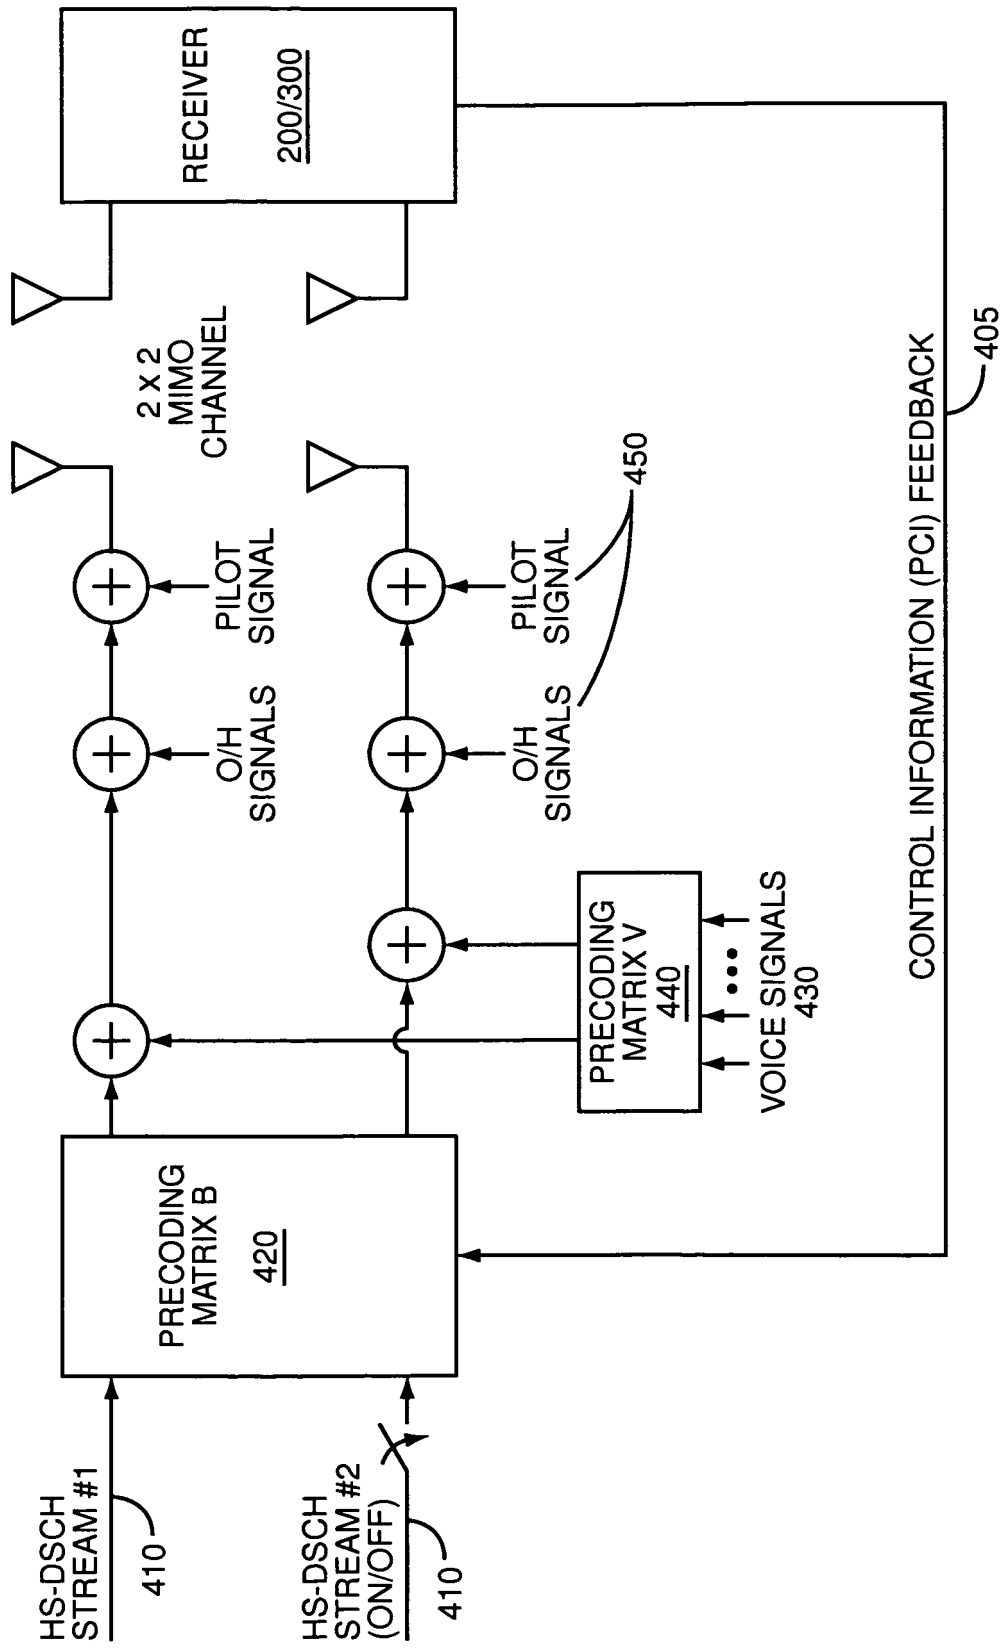 HS-DSCH
STREAM #1
410
HS-DSCH
STREAM #2
(ON/OFF)
410
PRECODING
MATRIX B
420
PRECODING
MATRIX V
440
VOICE SIGNALS
430
O/H
SIGNALS
PILOT
SIGNAL
O/H
SIGNALS
PILOT
SIGNAL
450
2 X 2
MIMO
CHANNEL
RECEIVER
200/300
CONTROL INFORMATION (PCI) FEEDBACK
405